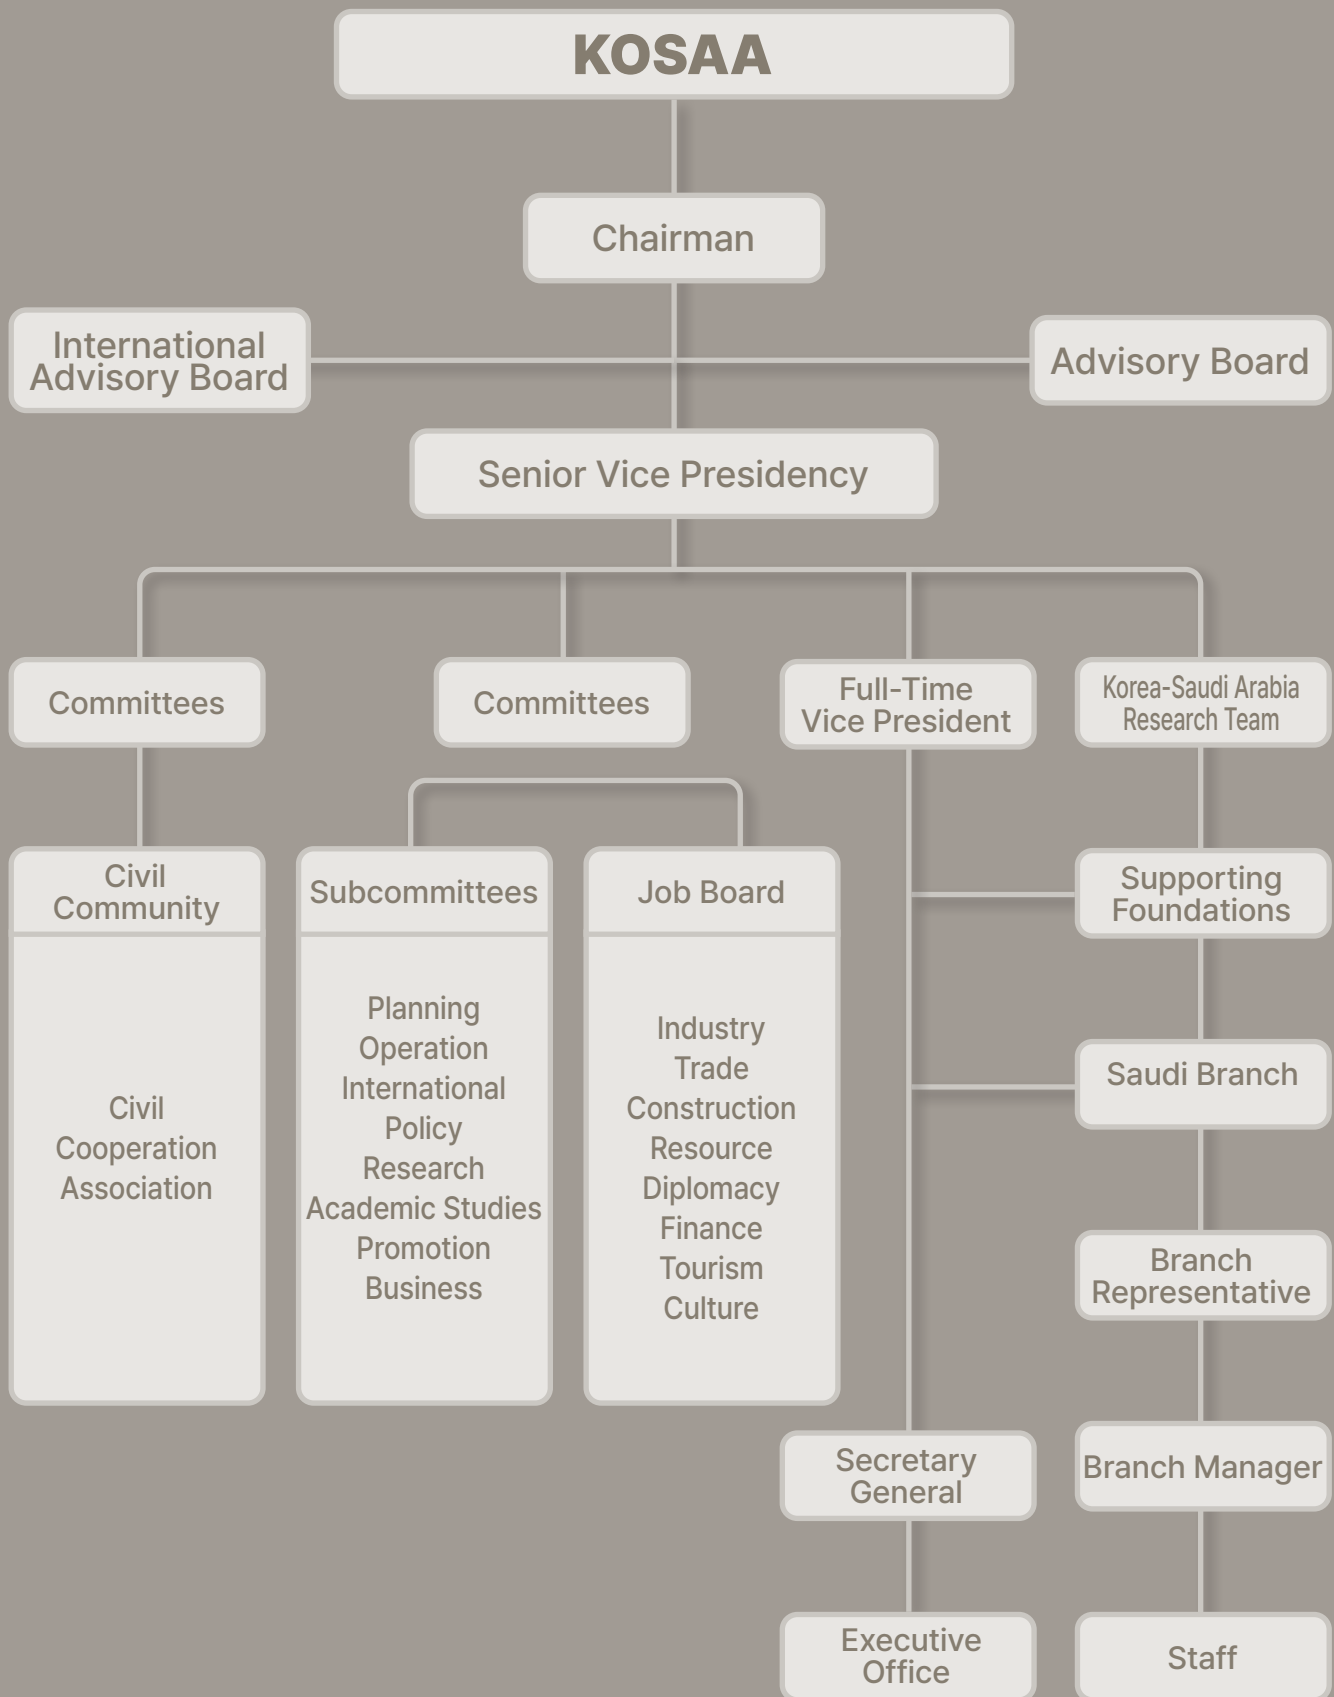 KOSAA
Chairman
International
Advisory Board
Advisory Board
Senior Vice Presidency
Committees
Committees
Full-Time
Vice President
Korea-Saudi Arabia
Research Team
Civil
Community
Civil
Cooperation
Association
Subcommittees
Planning
Operation
International
Policy
Research
Academic Studies
Promotion
Business
Job Board
Industry
Trade
Construction
Resource
Diplomacy
Finance
Tourism
Culture
Supporting
Foundations
Saudi Branch
Branch
Representative
Secretary
General
Branch Manager
Executive
Office
Staff